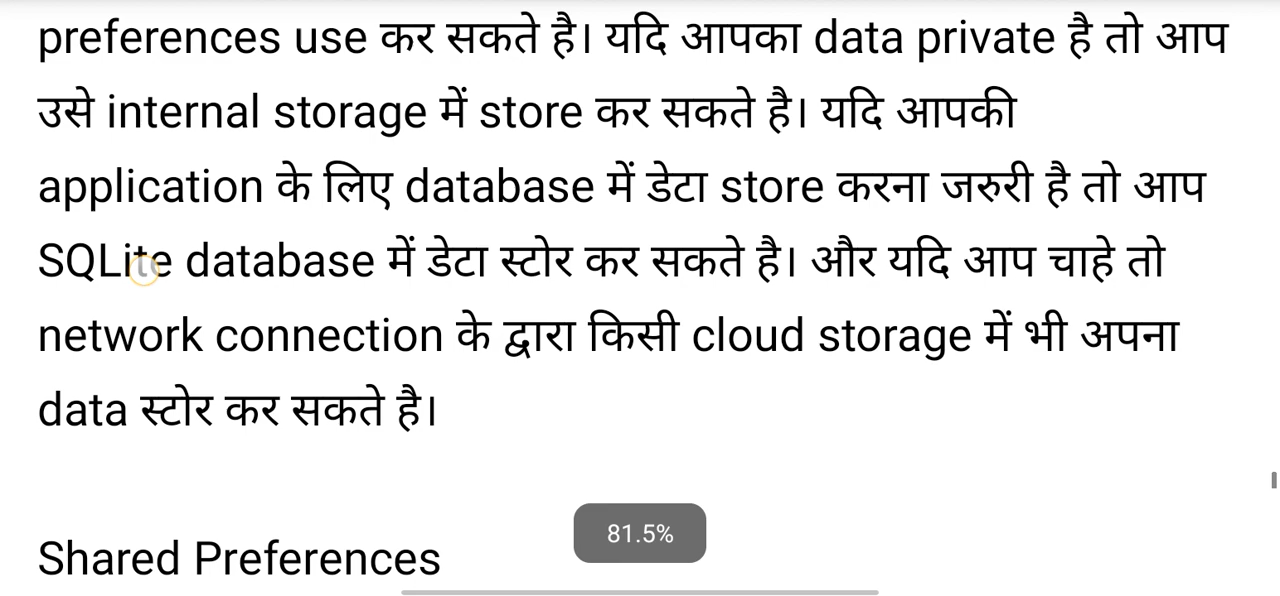 preferences use कर सकते है। यदि आपका data private है तो आप
उसे internal storage में store कर सकते है। यदि आपकी
application के लिए database में डेटा store करना जरुरी है तो आप
SQLite database में डेटा स्टोर कर सकते है। और यदि आप चाहे तो
network connection के द्वारा किसी cloud storage में भी अपना
data स्टोर कर सकते है।
81.5%
Shared Preferences